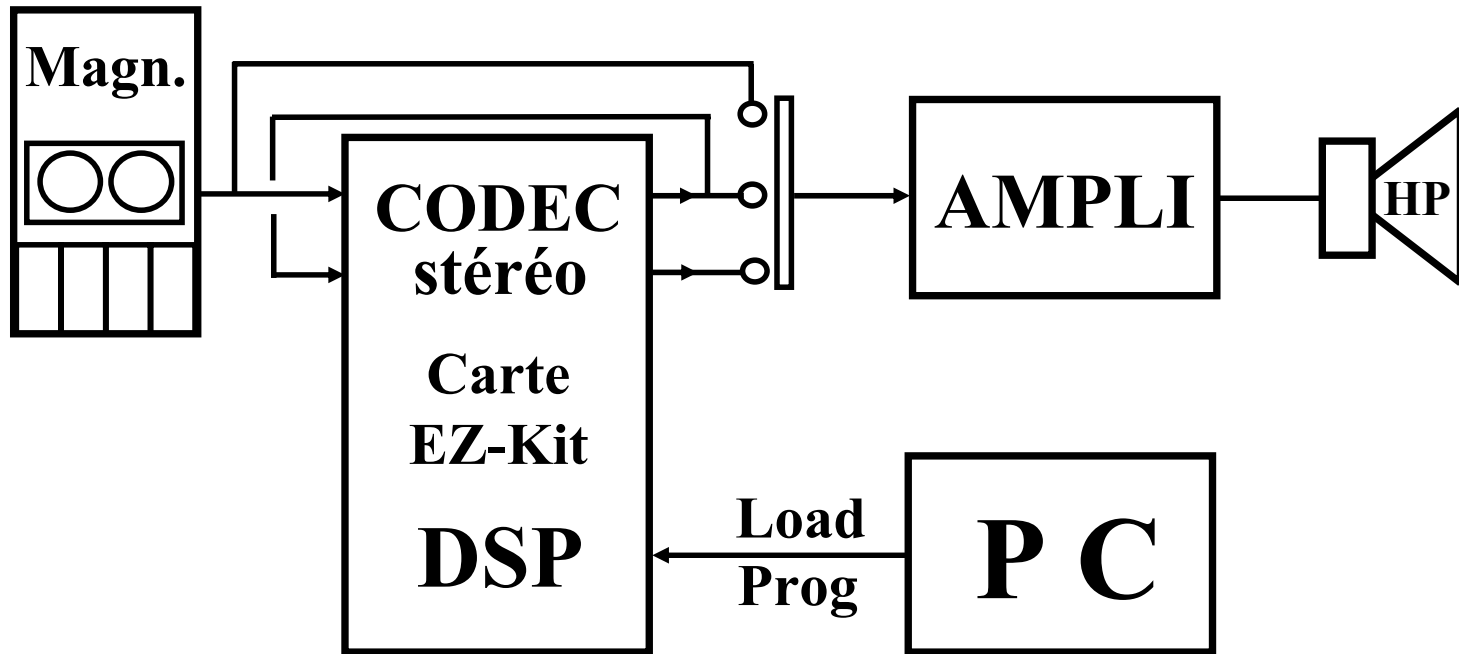 Magn.
CODEC
stéréo
Carte
EZ-Kit
DSP
AMPLI
HP
Load
Prog
P C